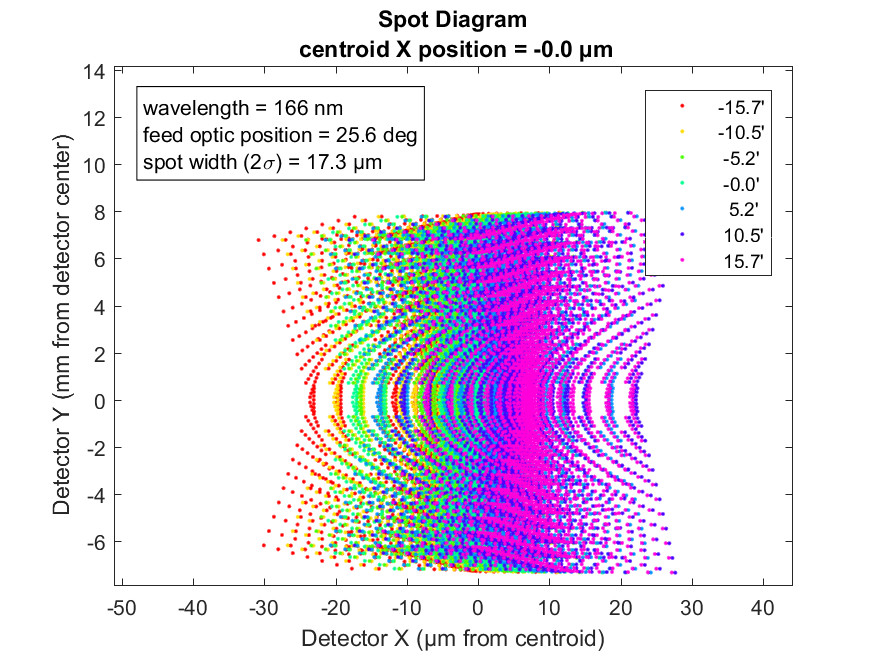 Spot Diagram
centroid X position = -0.0 µm
wavelength = 166 nm
feed optic position = 25.6 deg
spot width (2σ) = 17.3 µm
-15.7'
-10.5'
-5.2'
-0.0'
5.2'
10.5'
15.7'
14
12
10
8
6
4
2
0
-2
-4
-6
Detector Y (mm from detector center)
-50 -40 -30 -20 -10 0 10 20 30 40
Detector X (µm from centroid)